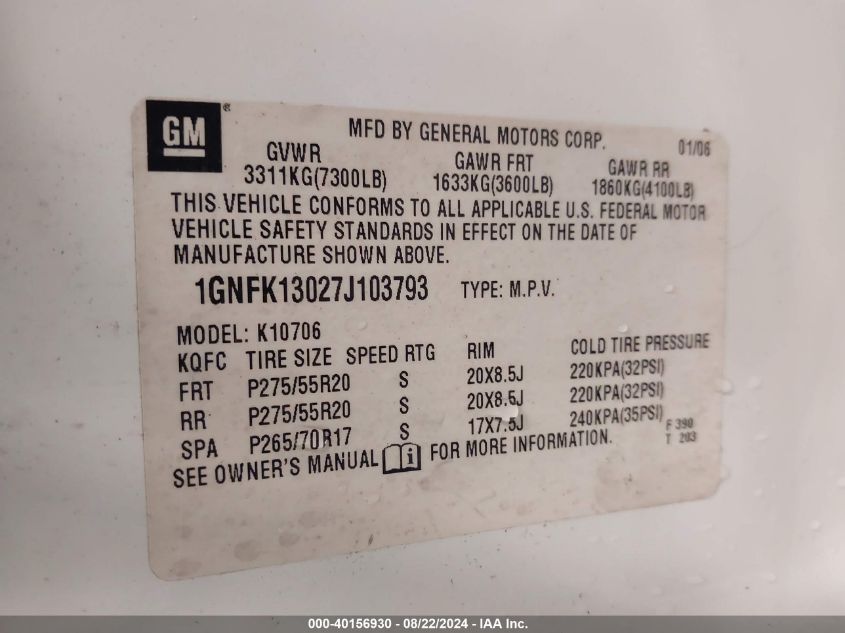 GM®
MFD BY GENERAL MOTORS CORP. 01/06
GVWR GAWR FRT GAWR RR
3311KG(7300LB) 1633KG(3600LB) 1860KG(4100LB)
THIS VEHICLE CONFORMS TO ALL APPLICABLE U.S. FEDERAL MOTOR
VEHICLE SAFETY STANDARDS IN EFFECT ON THE DATE OF
MANUFACTURE SHOWN ABOVE.
1GNFK13027J103793 TYPE: M.P.V.
MODEL: K10706
KQFC TIRE SIZE SPEED RTG RIM COLD TIRE PRESSURE
FRT P275/55R20 S 20X8.5J 220KPA(32PSI)
RR P275/55R20 S 20X8.5J 220KPA(32PSI)
SPA P265/70R17 S 17X7.5J 240KPA(35PSI)
F 390
T 203
SEE OWNER'S MANUAL FOR MORE INFORMATION.
000-40156930 - 08/22/2024 - IAA Inc.